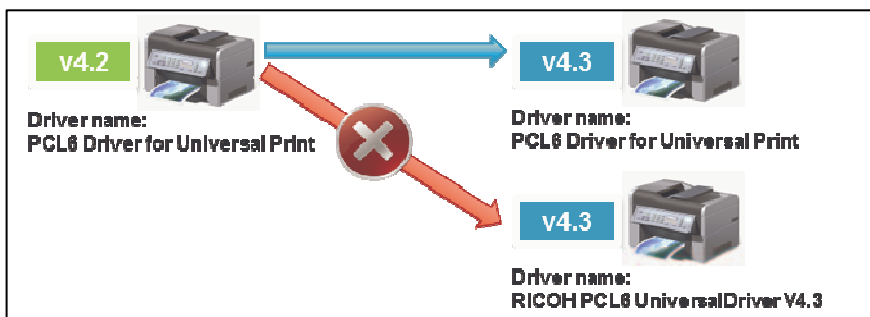 v4.2
Driver name:
PCL6 Driver for Universal Print
v4.3
Driver name:
PCL6 Driver for Universal Print
v4.3
Driver name:
RICOH PCL6 UniversalDriver V4.3